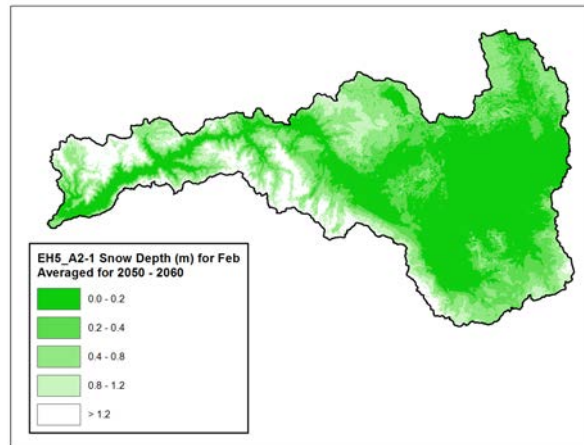 EH5_A2-1 Snow Depth (m) for Feb
Averaged for 2050 - 2060
0.0 - 0.2
0.2 - 0.4
0.4 - 0.8
0.8 - 1.2
> 1.2